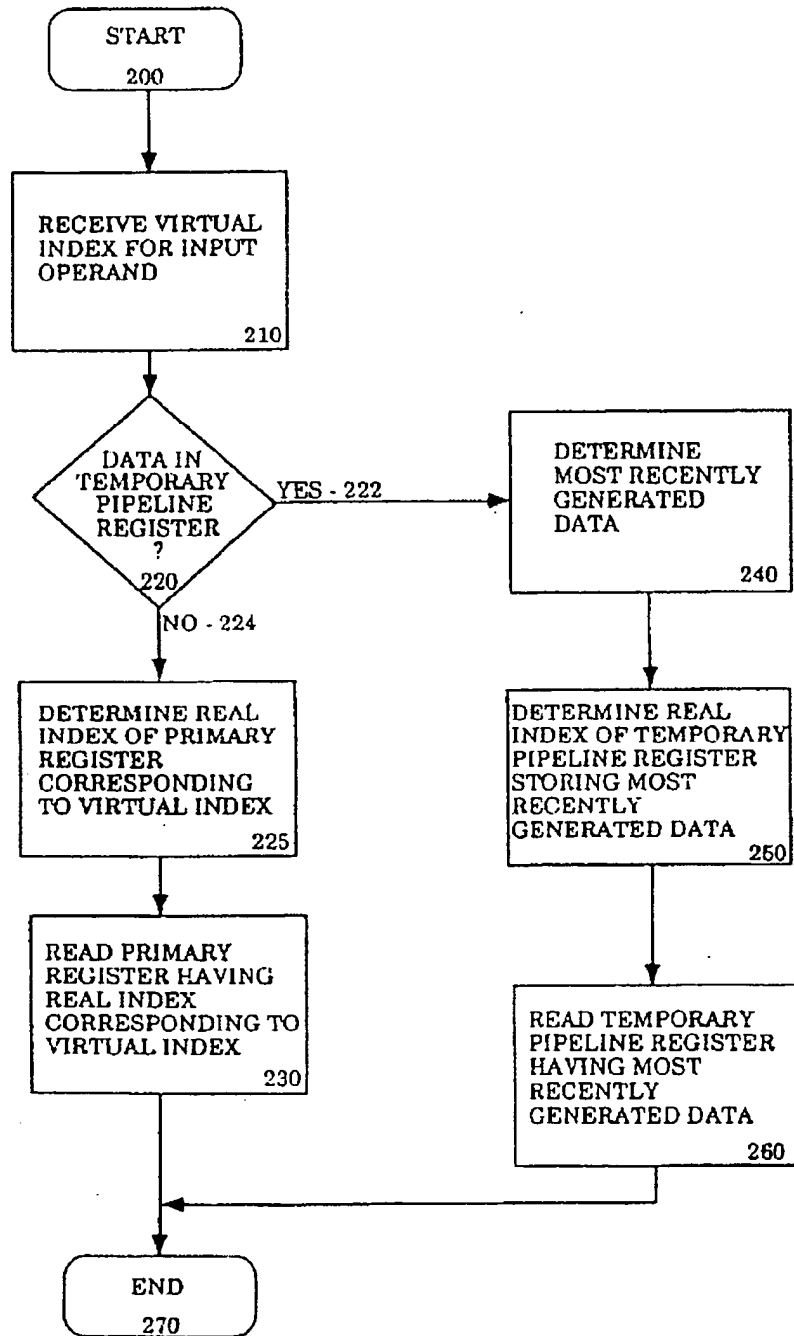 START
200
RECEIVE VIRTUAL
INDEX FOR INPUT
OPERAND
210
DATA IN
TEMPORARY
PIPELINE
REGISTER
?
220
YES - 222
NO - 224
DETERMINE
MOST RECENTLY
GENERATED
DATA
240
DETERMINE REAL
INDEX OF PRIMARY
REGISTER
CORRESPONDING
TO VIRTUAL INDEX
225
DETERMINE REAL
INDEX OF TEMPORARY
PIPELINE REGISTER
STORING MOST
RECENTLY
GENERATED DATA
250
READ PRIMARY
REGISTER HAVING
REAL INDEX
CORRESPONDING TO
VIRTUAL INDEX
230
READ TEMPORARY
PIPELINE REGISTER
HAVING MOST
RECENTLY
GENERATED DATA
260
END
270